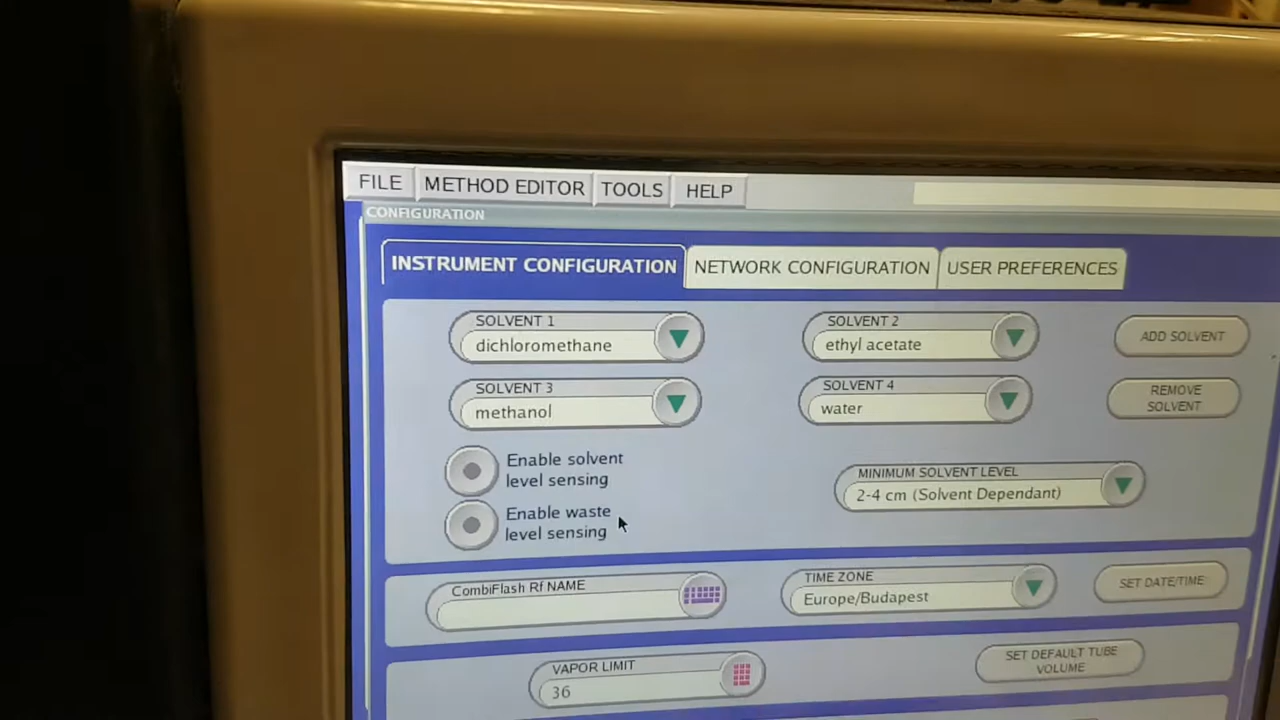 FILE METHOD EDITOR TOOLS HELP
CONFIGURATION
INSTRUMENT CONFIGURATION NETWORK CONFIGURATION USER PREFERENCES
SOLVENT 1
dichloromethane
SOLVENT 2
ethyl acetate
ADD SOLVENT
SOLVENT 3
methanol
SOLVENT 4
water
REMOVE
SOLVENT
Enable solvent
level sensing
MINIMUM SOLVENT LEVEL
2-4 cm (Solvent Dependant)
Enable waste
level sensing
CombiFlash Rf NAME
TIME ZONE
Europe/Budapest
SET DATE/TIME
VAPOR LIMIT
36
SET DEFAULT TUBE
VOLUME